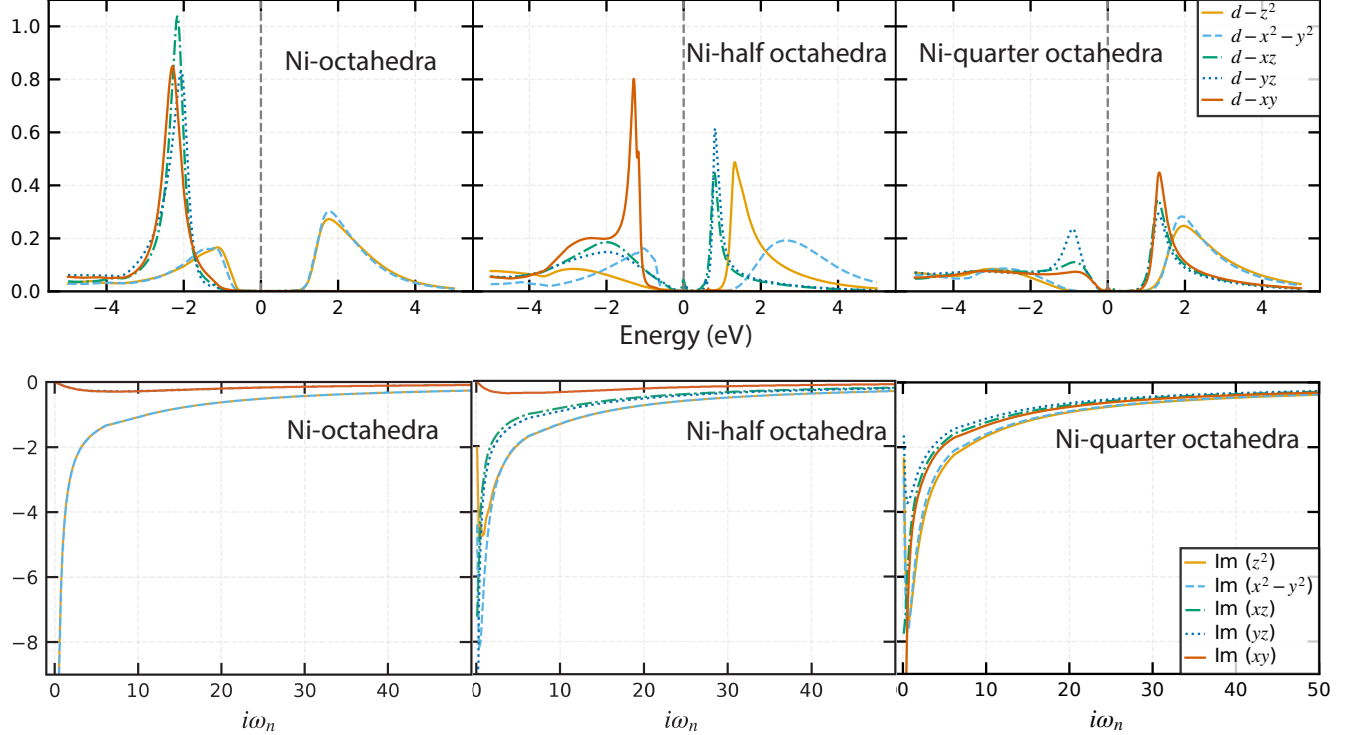 1.0
0.8
0.6
0.4
0.2
0.0
Ni-octahedra
Ni-half octahedra
Ni-quarter octahedra
d − z²
d − x² − y²
d − xz
d − yz
d − xy
−4 −2 0 2 4
−4 −2 0 2 4
−4 −2 0 2 4
Energy (eV)
0
−2
−4
−6
−8
Ni-octahedra
Ni-half octahedra
Ni-quarter octahedra
Im (z²)
Im (x² − y²)
Im (xz)
Im (yz)
Im (xy)
0 10 20 30 40
0 10 20 30 40
0 10 20 30 40 50
iωₙ
iωₙ
iωₙ